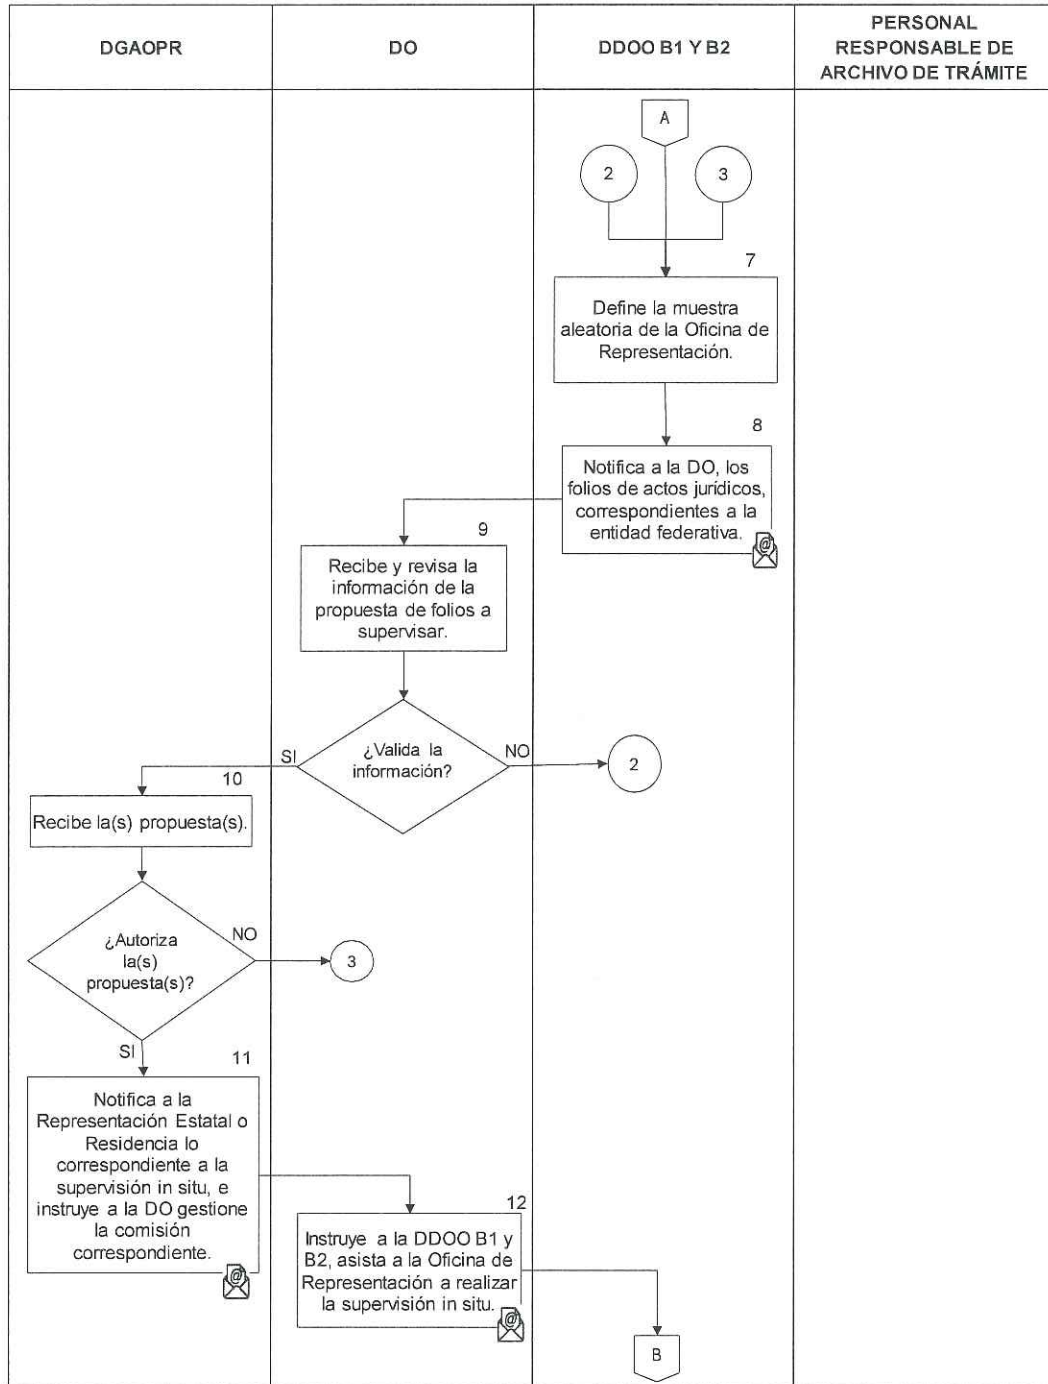 DGAOPR
DO
DDOO B1 Y B2
PERSONAL
RESPONSABLE DE
ARCHIVO DE TRÁMITE
A
2
3
7
Define la muestra
aleatoria de la Oficina de
Representación.
8
Notifica a la DO, los
folios de actos jurídicos,
correspondientes a la
entidad federativa.
@
9
Recibe y revisa la
información de la
propuesta de folios a
supervisar.
¿Valida la
información?
SI
NO
2
10
Recibe la(s) propuesta(s).
¿Autoriza
la(s)
propuesta(s)?
NO
3
SI
11
Notifica a la
Representación Estatal o
Residencia lo
correspondiente a la
supervisión in situ, e
instruye a la DO gestione
la comisión
correspondiente.
@
12
Instruye a la DDOO B1 y
B2, asista a la Oficina de
Representación a realizar
la supervisión in situ.
@
B